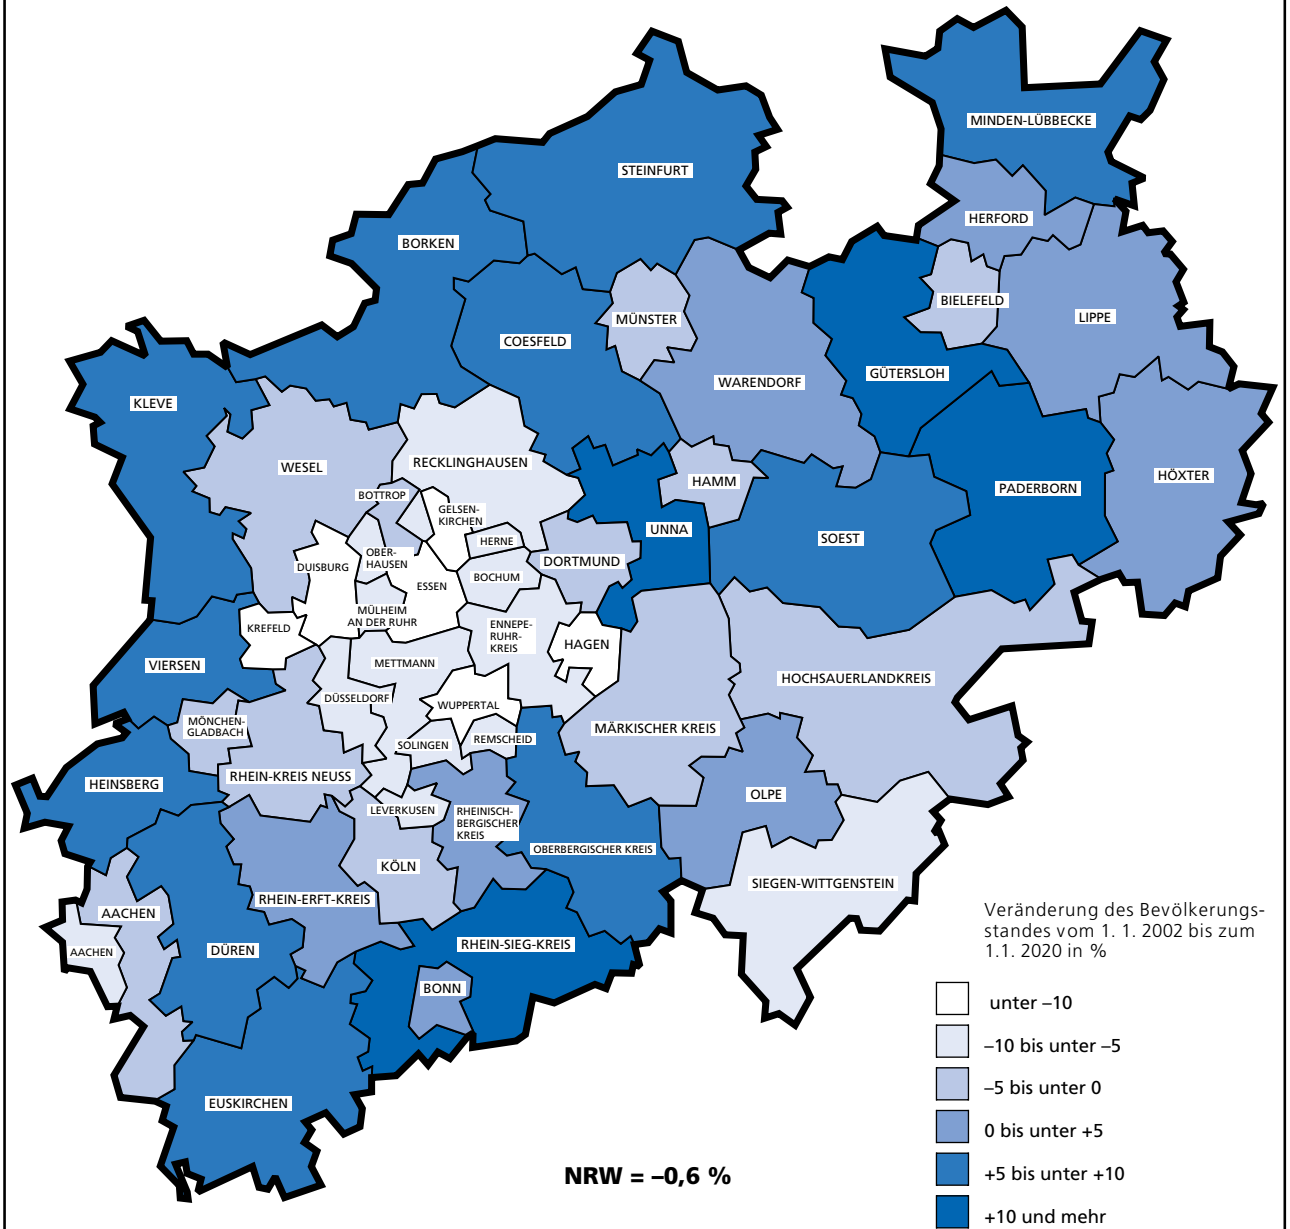 MINDEN-LÜBBECKE
STEINFURT
HERFORD
BORKEN
BIELEFELD
LIPPE
MÜNSTER
COESFELD
GÜTERSLOH
WARENDORF
KLEVE
RECKLINGHAUSEN
WESEL
HÖXTER
HAMM
PADERBORN
BOTTROP
GELSEN-
KIRCHEN
UNNA
SOEST
HERNE
OBER-
HAUSEN
DORTMUND
DUISBURG
BOCHUM
ESSEN
MÜLHEIM
AN DER RUHR
KREFELD
ENNEPE-
RUHR-
KREIS
HAGEN
VIERSEN
METTMANN
HOCHSAUERLANDKREIS
DÜSSELDORF
WUPPERTAL
MÖNCHEN-
GLADBACH
MÄRKISCHER KREIS
SOLINGEN
REMSCHEID
RHEIN-KREIS NEUSS
HEINSBERG
OLPE
LEVERKUSEN
RHEINISCH-
BERGISCHER
KREIS
OBERBERGISCHER KREIS
KÖLN
SIEGEN-WITTGENSTEIN
RHEIN-ERFT-KREIS
AACHEN
RHEIN-SIEG-KREIS
AACHEN
DÜREN
BONN
EUSKIRCHEN
Veränderung des Bevölkerungs-
standes vom 1. 1. 2002 bis zum
1.1. 2020 in %
unter –10
–10 bis unter –5
–5 bis unter 0
0 bis unter +5
+5 bis unter +10
+10 und mehr
NRW = –0,6 %